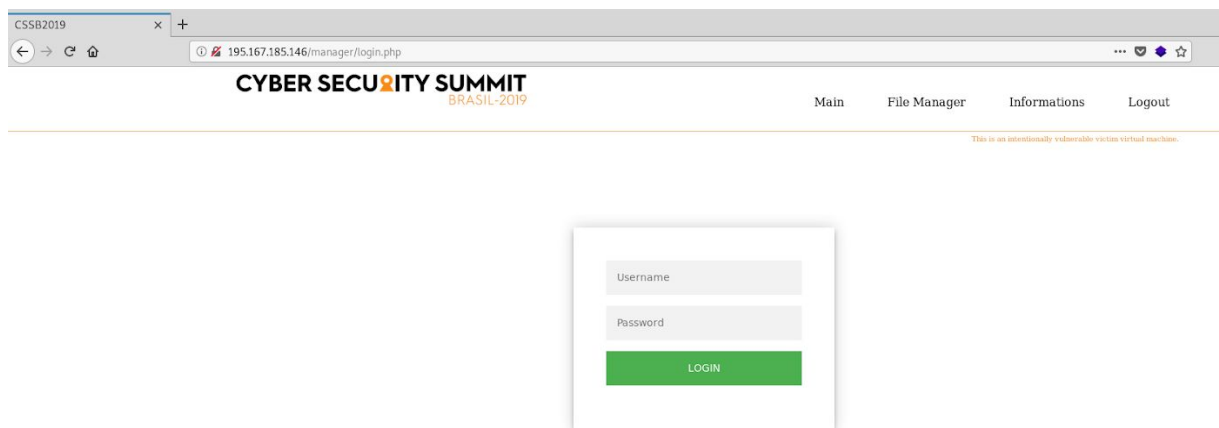 CSSB2019
195.167.185.146/manager/login.php
CYBER SECURITY SUMMIT
BRASIL-2019
Main File Manager Informations Logout
This is an intentionally vulnerable victim virtual machine.
Username
Password
LOGIN